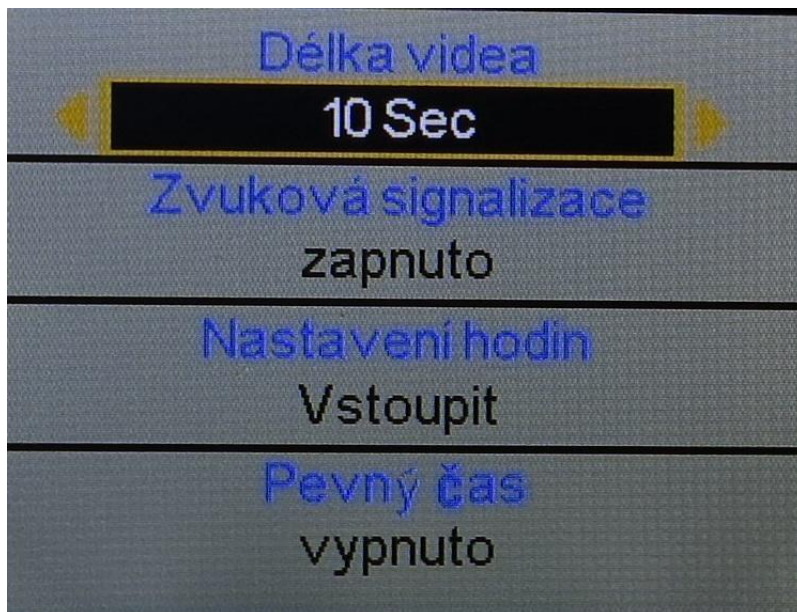 Délka videa
10 Sec
Zvuková signalizace
zapnuto
Nastavení hodin
Vstoupit
Pevný čas
vypnuto